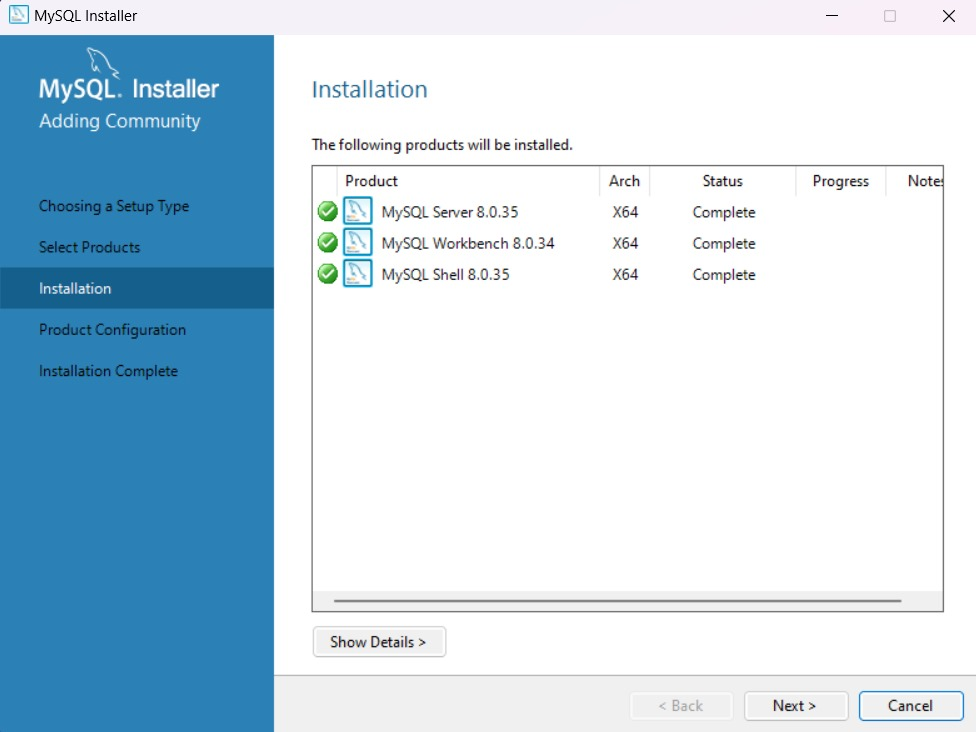 MySQL Installer
MySQL. Installer
Adding Community
Choosing a Setup Type
Select Products
Installation
Product Configuration
Installation Complete
Installation
The following products will be installed.
Product Arch Status Progress Notes
MySQL Server 8.0.35 X64 Complete
MySQL Workbench 8.0.34 X64 Complete
MySQL Shell 8.0.35 X64 Complete
Show Details >
< Back Next > Cancel